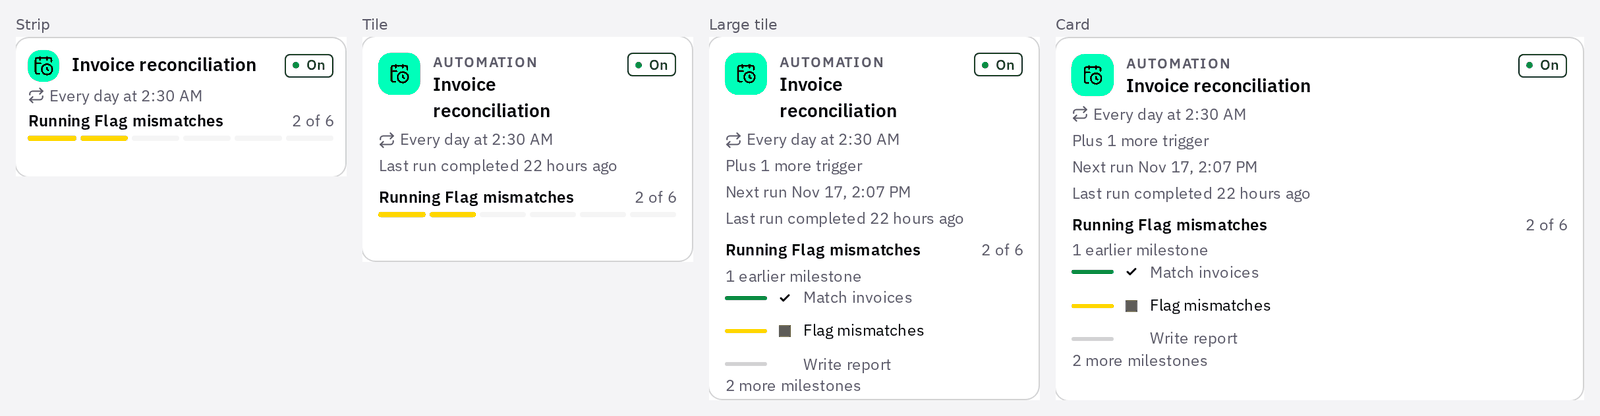 Strip
Invoice reconciliation
On
Every day at 2:30 AM
Running Flag mismatches
2 of 6
Tile
AUTOMATION
Invoice
reconciliation
On
Every day at 2:30 AM
Last run completed 22 hours ago
Running Flag mismatches
2 of 6
Large tile
AUTOMATION
Invoice
reconciliation
On
Every day at 2:30 AM
Plus 1 more trigger
Next run Nov 17, 2:07 PM
Last run completed 22 hours ago
Running Flag mismatches
2 of 6
1 earlier milestone
Match invoices
Flag mismatches
Write report
2 more milestones
Card
AUTOMATION
Invoice reconciliation
On
Every day at 2:30 AM
Plus 1 more trigger
Next run Nov 17, 2:07 PM
Last run completed 22 hours ago
Running Flag mismatches
2 of 6
1 earlier milestone
Match invoices
Flag mismatches
Write report
2 more milestones